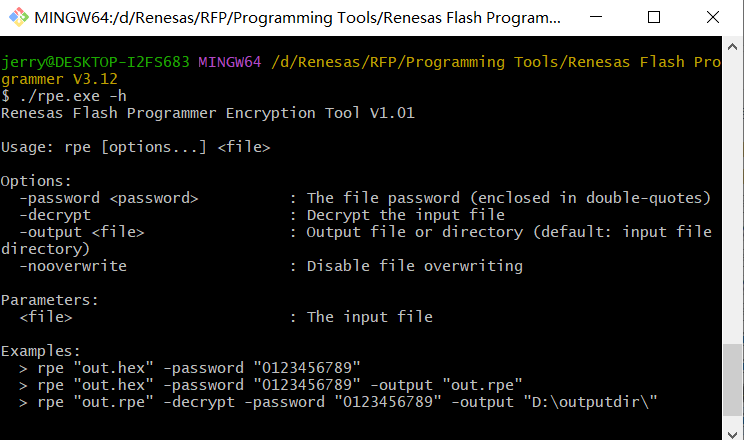 MINGW64:/d/Renesas/RFP/Programming Tools/Renesas Flash Program...
jerry@DESKTOP-I2FS683 MINGW64 /d/Renesas/RFP/Programming Tools/Renesas Flash Pro
grammer V3.12
$ ./rpe.exe -h
Renesas Flash Programmer Encryption Tool V1.01
Usage: rpe [options...] <file>
Options:
-password <password> : The file password (enclosed in double-quotes)
-decrypt : Decrypt the input file
-output <file> : Output file or directory (default: input file
directory)
-nooverwrite : Disable file overwriting
Parameters:
<file> : The input file
Examples:
> rpe "out.hex" -password "0123456789"
> rpe "out.hex" -password "0123456789" -output "out.rpe"
> rpe "out.rpe" -decrypt -password "0123456789" -output "D:\outputdir\"